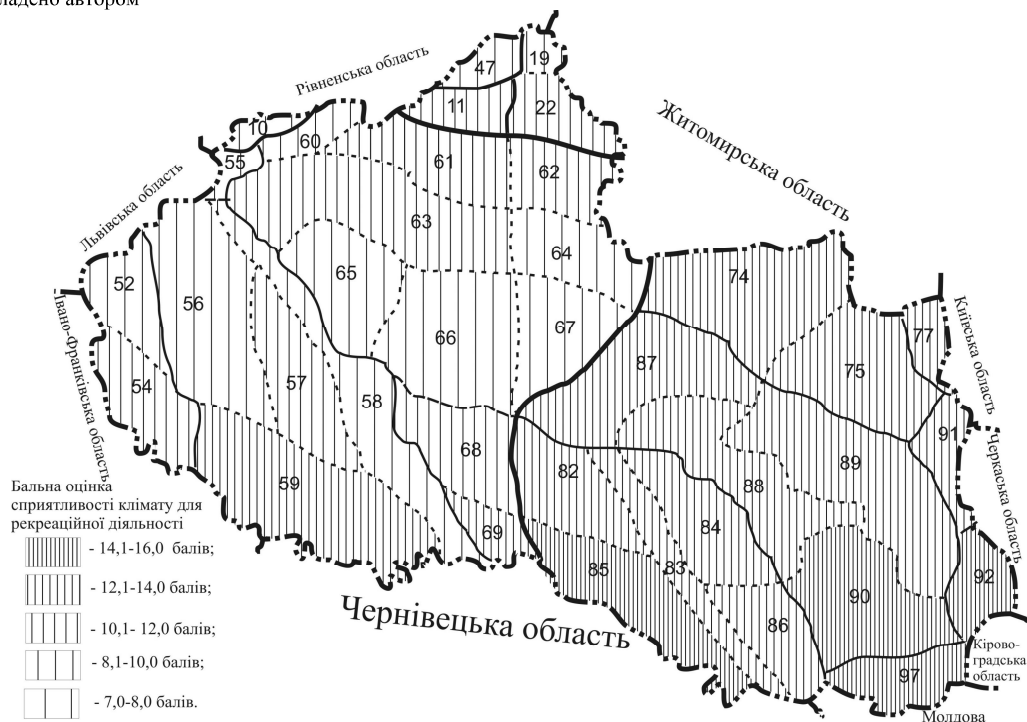 ладено автором
Рівненська область
Житомирська область
Львівська область
Івано-Франківська область
Київська область
Черкаська область
47
19
10
60
11
22
55
61
62
63
64
52
56
65
74
66
67
77
54
57
87
75
58
91
68
89
59
82
88
84
69
85
83
92
86
90
97
Бальна оцінка
сприятливості клімату для
рекреаційної діяльності
- 14,1-16,0 балів;
- 12,1-14,0 балів;
- 10,1- 12,0 балів;
- 8,1-10,0 балів;
- 7,0-8,0 балів.
Чернівецька область
Кірово-
градська
область
Молдова